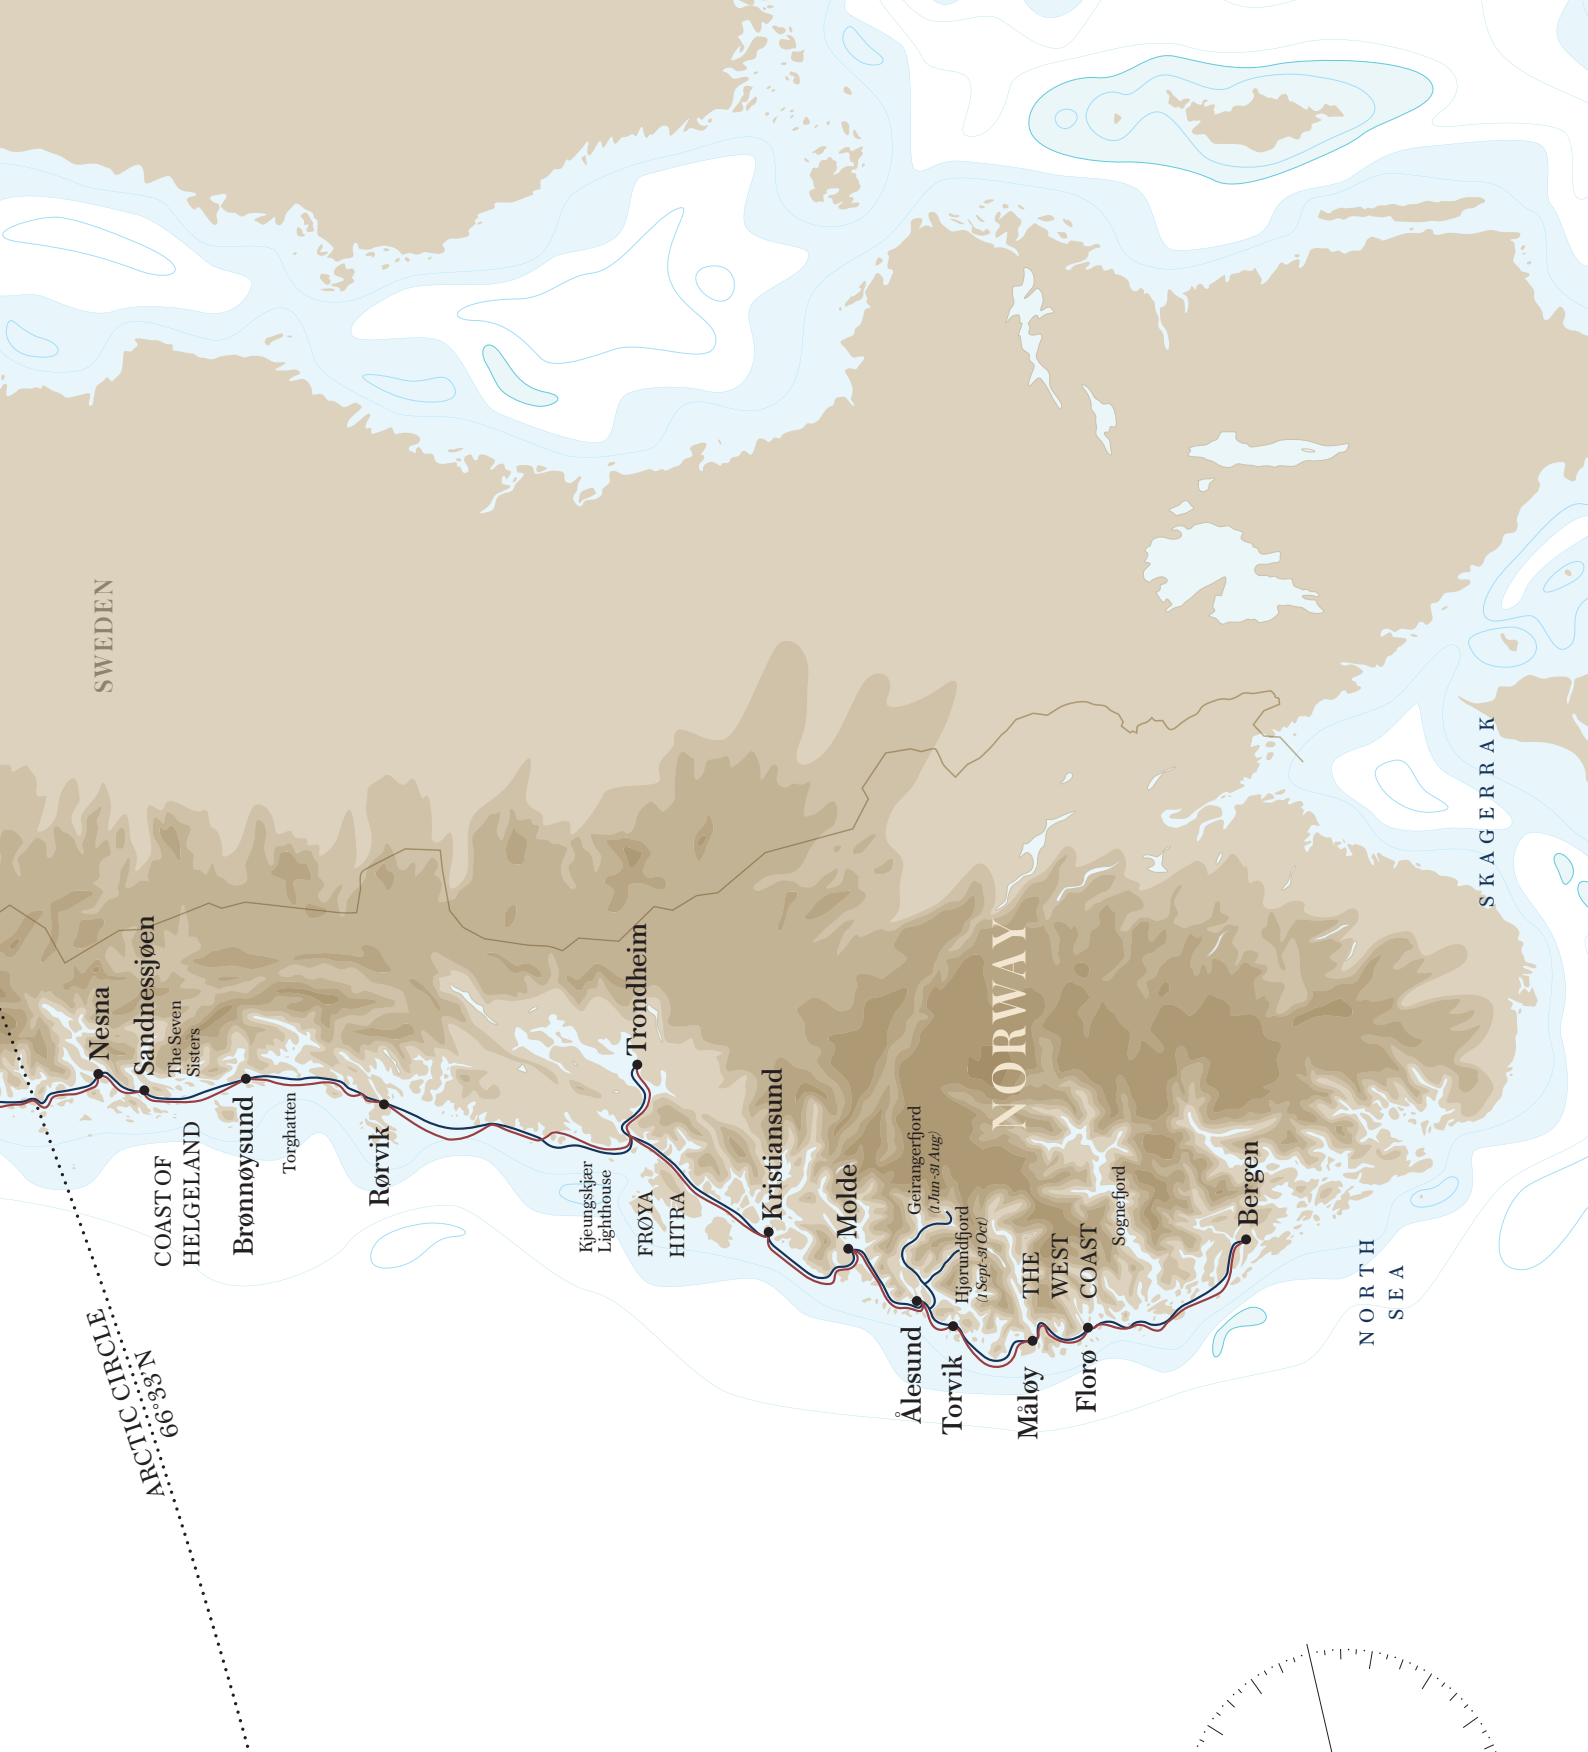 SWEDEN
Nesna
Sandnessjøen
The Seven
Sisters
COAST OF
HELGELAND
Brønnøysund
Torghatten
Rørvik
ARCTIC CIRCLE
66°33'N
Trondheim
Kjeungskjær
Lighthouse
FRØYA
HITRA
Kristiansund
Molde
Ålesund
Geirangerfjord
(1 Jun-31 Aug)
Hjørundfjord
(1 Sept-31 Oct)
Torvik
NORWAY
Måløy
THE
WEST
COAST
Florø
Sognefjord
Bergen
NORTH
SEA
SKAGERRAK